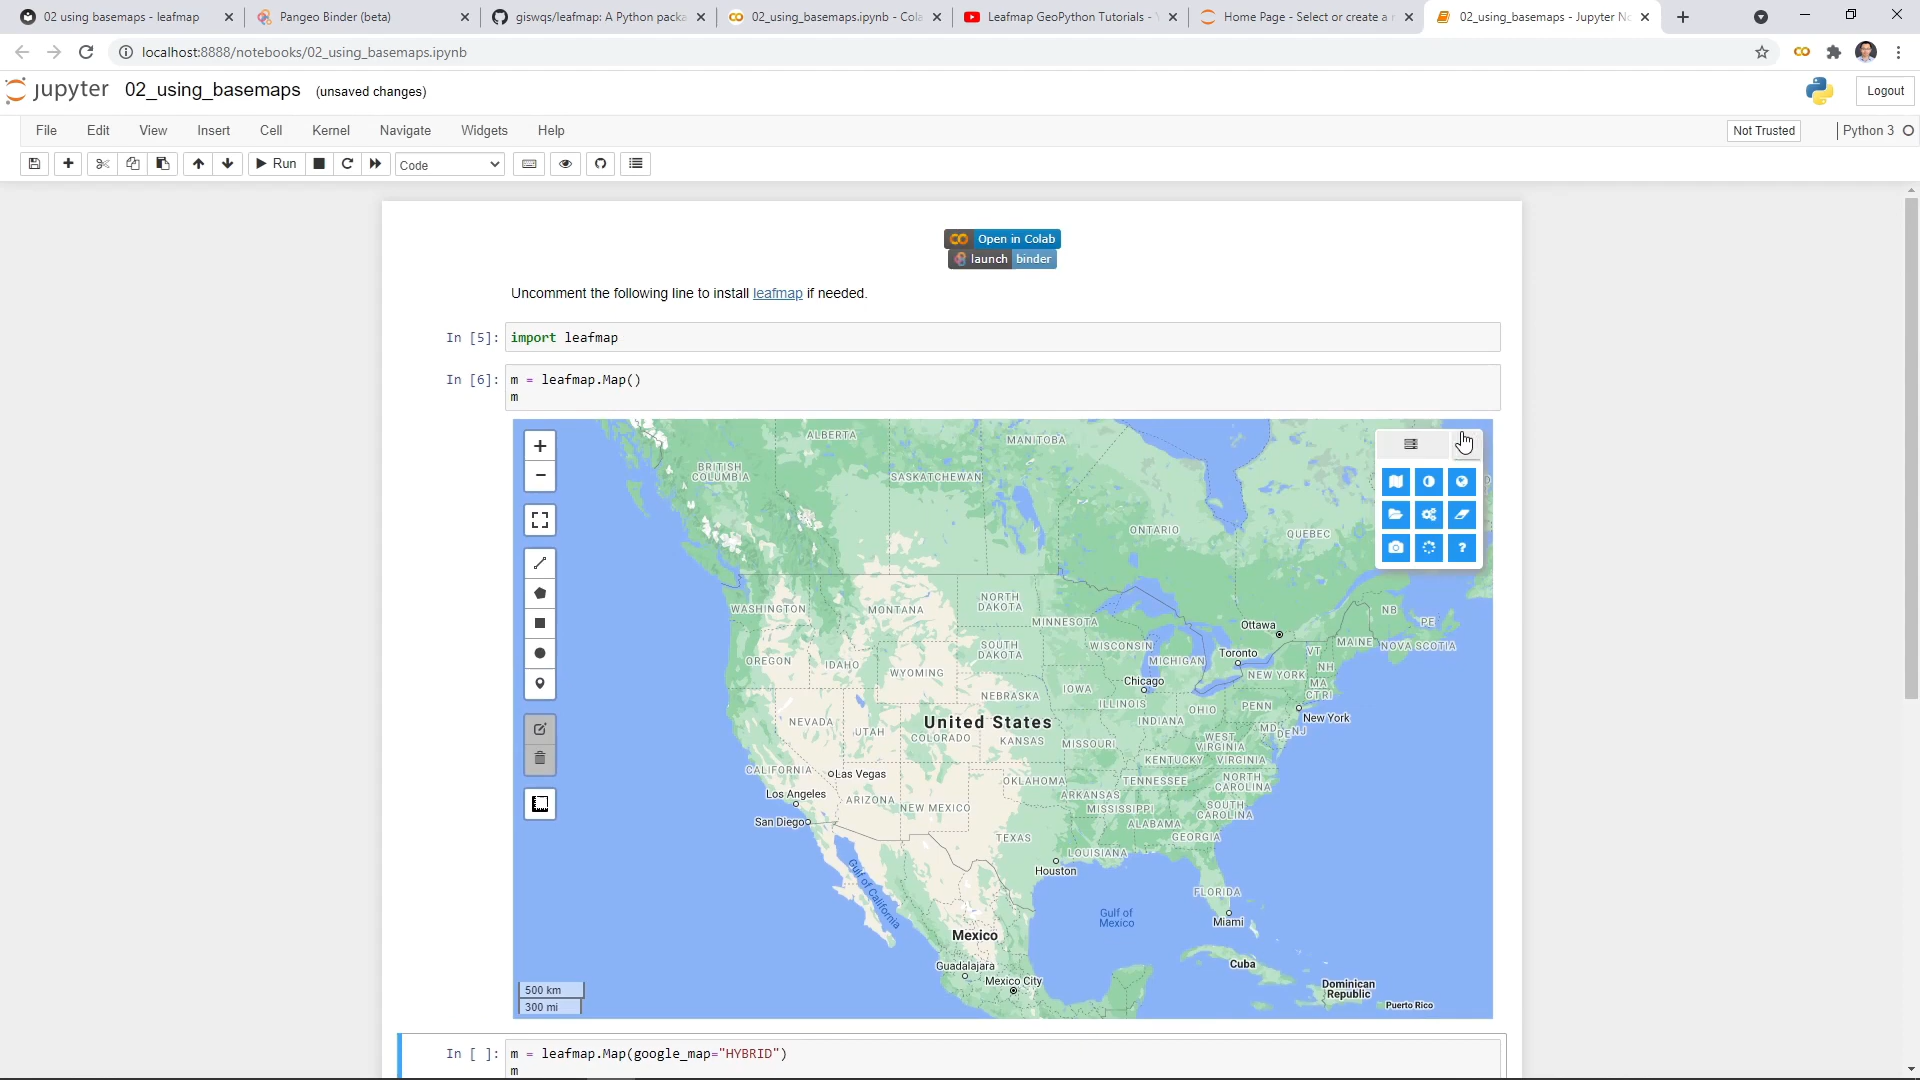 02 using basemaps - leafmap
Pangeo Binder (beta)
giswqs/leafmap: A Python packa
02_using_basemaps.ipynb - Cola
Leafmap GeoPython Tutorials -
Home Page - Select or create a
02_using_basemaps - Jupyter No
localhost:8888/notebooks/02_using_basemaps.ipynb
jupyter 02_using_basemaps (unsaved changes)
Logout
File Edit View Insert Cell Kernel Navigate Widgets Help
Not Trusted
Python 3
Run
Code
Open in Colab
launch binder
Uncomment the following line to install leafmap if needed.
In [5]: import leafmap
In [6]: m = leafmap.Map()
m
ALBERTA
MANITOBA
BRITISH
COLUMBIA
SASKATCHEWAN
ONTARIO
QUEBEC
WASHINGTON
MONTANA
NORTH
DAKOTA
MINNESOTA
Ottawa
NB
PE
MAINE
NOVA SCOTIA
OREGON
IDAHO
SOUTH
DAKOTA
WISCONSIN
MICHIGAN
Toronto
VT
NH
WYOMING
NEW YORK
MA
CT RI
Chicago
NEBRASKA
IOWA
ILLINOIS
OHIO
PENN
New York
NEVADA
United States
INDIANA
UTAH
COLORADO
KANSAS
MISSOURI
WEST
VIRGINIA
MD
DE NJ
KENTUCKY
VIRGINIA
CALIFORNIA
Las Vegas
OKLAHOMA
TENNESSEE
NORTH
CAROLINA
Los Angeles
ARIZONA
NEW MEXICO
ARKANSAS
MISSISSIPPI
SOUTH
CAROLINA
San Diego
ALABAMA
TEXAS
GEORGIA
LOUISIANA
Houston
Gulf of California
FLORIDA
Gulf of
Mexico
Miami
Mexico
Cuba
Guadalajara
Mexico City
Dominican
Republic
Puerto Rico
500 km
300 mi
In [ ]: m = leafmap.Map(google_map="HYBRID")
m